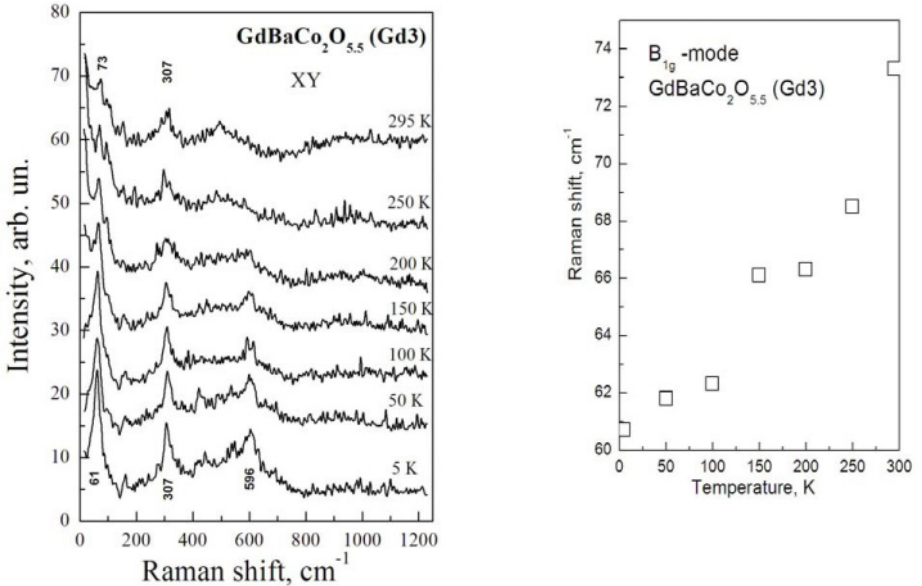 GdBaCo₂O₅.₅ (Gd3)
XY
73
307
295 K
250 K
200 K
150 K
100 K
50 K
5 K
61
307
596
80
70
60
50
40
30
20
10
0
Intensity, arb. un.
0 200 400 600 800 1000 1200
Raman shift, cm⁻¹
B₁g -mode
GdBaCo₂O₅.₅ (Gd3)
74
72
70
68
66
64
62
60
Raman shift, cm⁻¹
0 50 100 150 200 250 300
Temperature, K